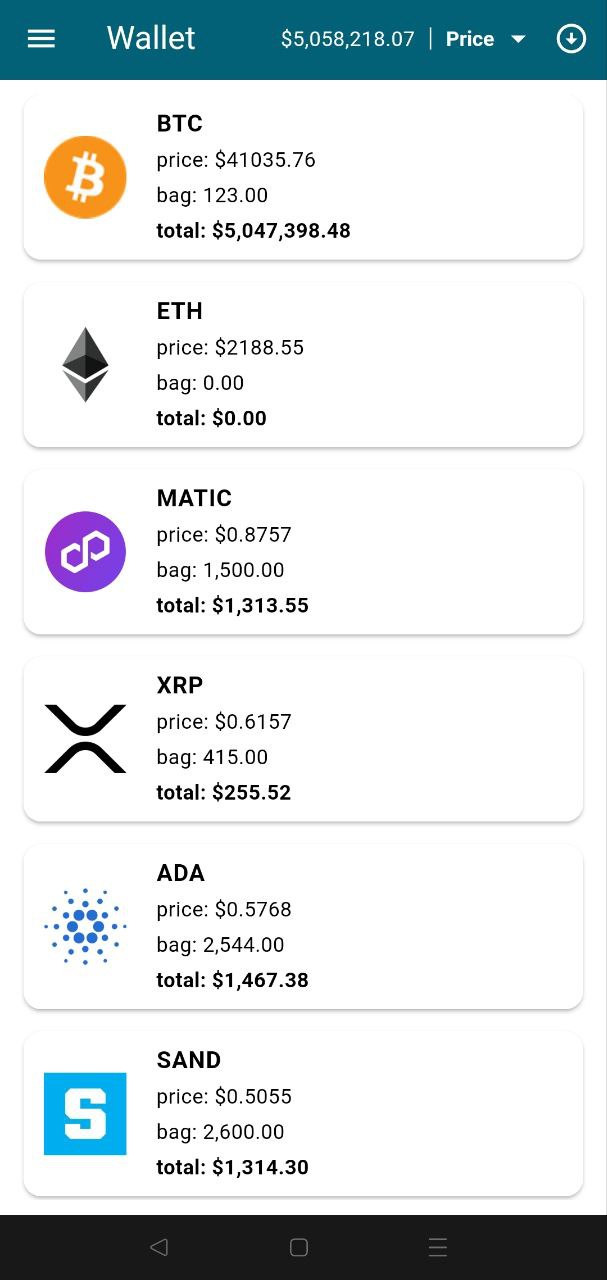 Wallet $5,058,218.07 | Price
BTC
price: $41035.76
bag: 123.00
total: $5,047,398.48
ETH
price: $2188.55
bag: 0.00
total: $0.00
MATIC
price: $0.8757
bag: 1,500.00
total: $1,313.55
XRP
price: $0.6157
bag: 415.00
total: $255.52
ADA
price: $0.5768
bag: 2,544.00
total: $1,467.38
SAND
price: $0.5055
bag: 2,600.00
total: $1,314.30